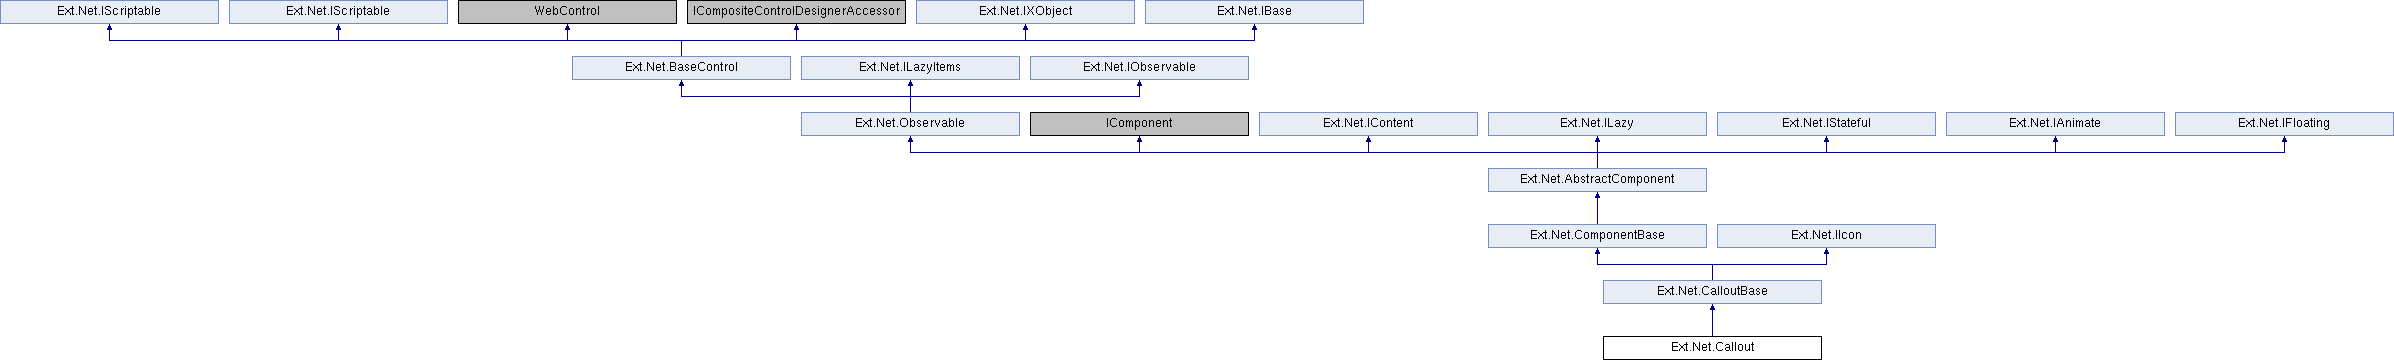 Ext.Net.IScriptable
Ext.Net.IScriptable
WebControl
ICompositeControlDesignerAccessor
Ext.Net.IXObject
Ext.Net.IBase
Ext.Net.BaseControl
Ext.Net.ILazyItems
Ext.Net.IObservable
Ext.Net.Observable
IComponent
Ext.Net.IContent
Ext.Net.ILazy
Ext.Net.IStateful
Ext.Net.IAnimate
Ext.Net.IFloating
Ext.Net.AbstractComponent
Ext.Net.ComponentBase
Ext.Net.IIcon
Ext.Net.CalloutBase
Ext.Net.Callout